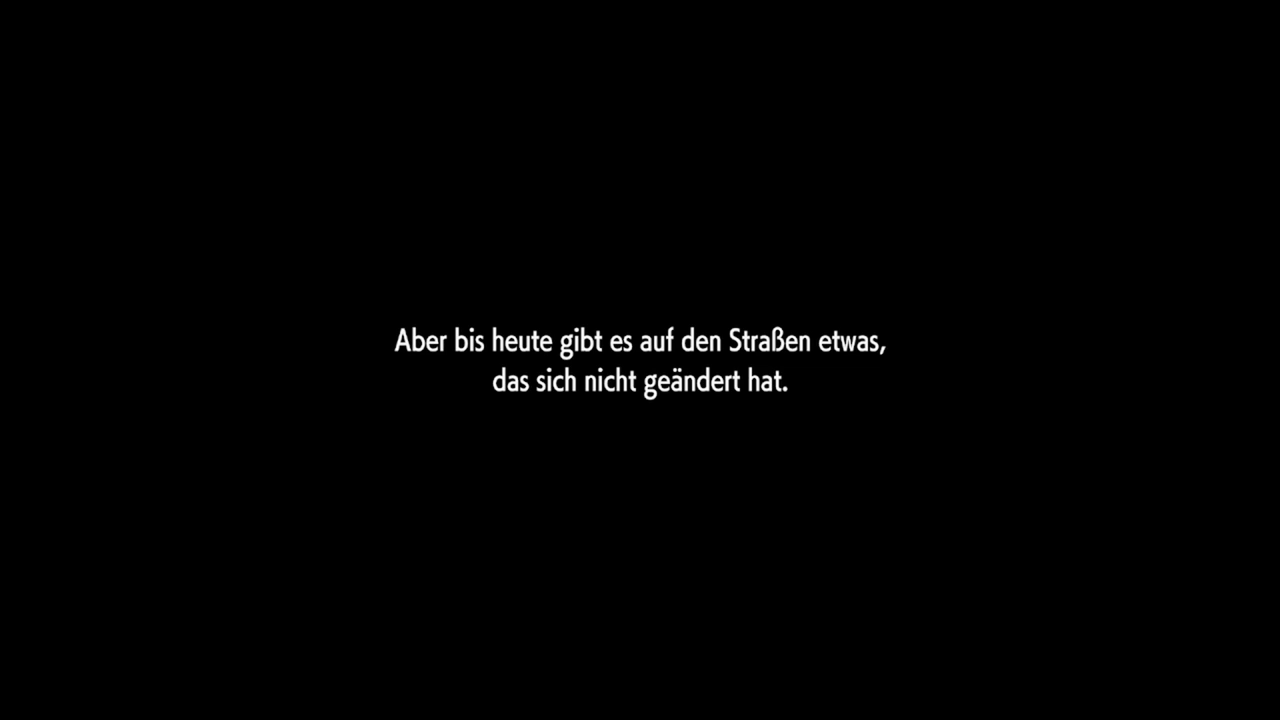 Aber bis heute gibt es auf den Straßen etwas,
das sich nicht geändert hat.